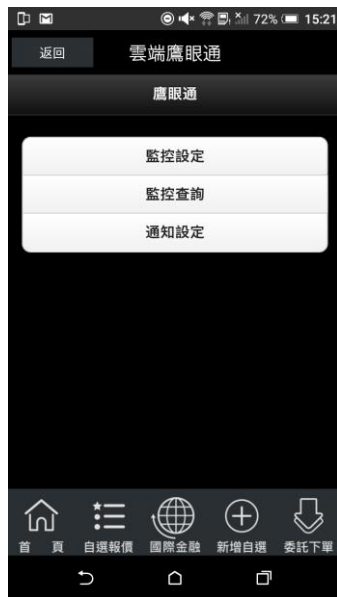 72% 15:21
返回 雲端鷹眼通
鷹眼通
監控設定
監控查詢
通知設定
首 頁 自選報價 國際金融 新增自選 委託下單